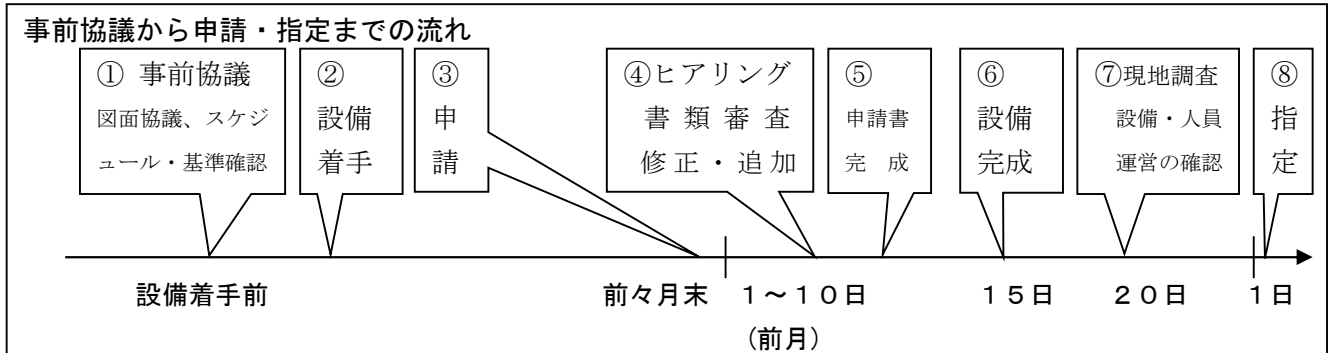 事前協議から申請・指定までの流れ
① 事前協議
図面協議、スケジ
ュール・基準確認
②
設備
着手
③
申
請
④ヒアリング
書類審査
修正・追加
⑤
申請書
完成
⑥
設備
完成
⑦現地調査
設備・人員
運営の確認
⑧
指
定
設備着手前
前々月末
1～10日
(前月)
15日
20日
1日